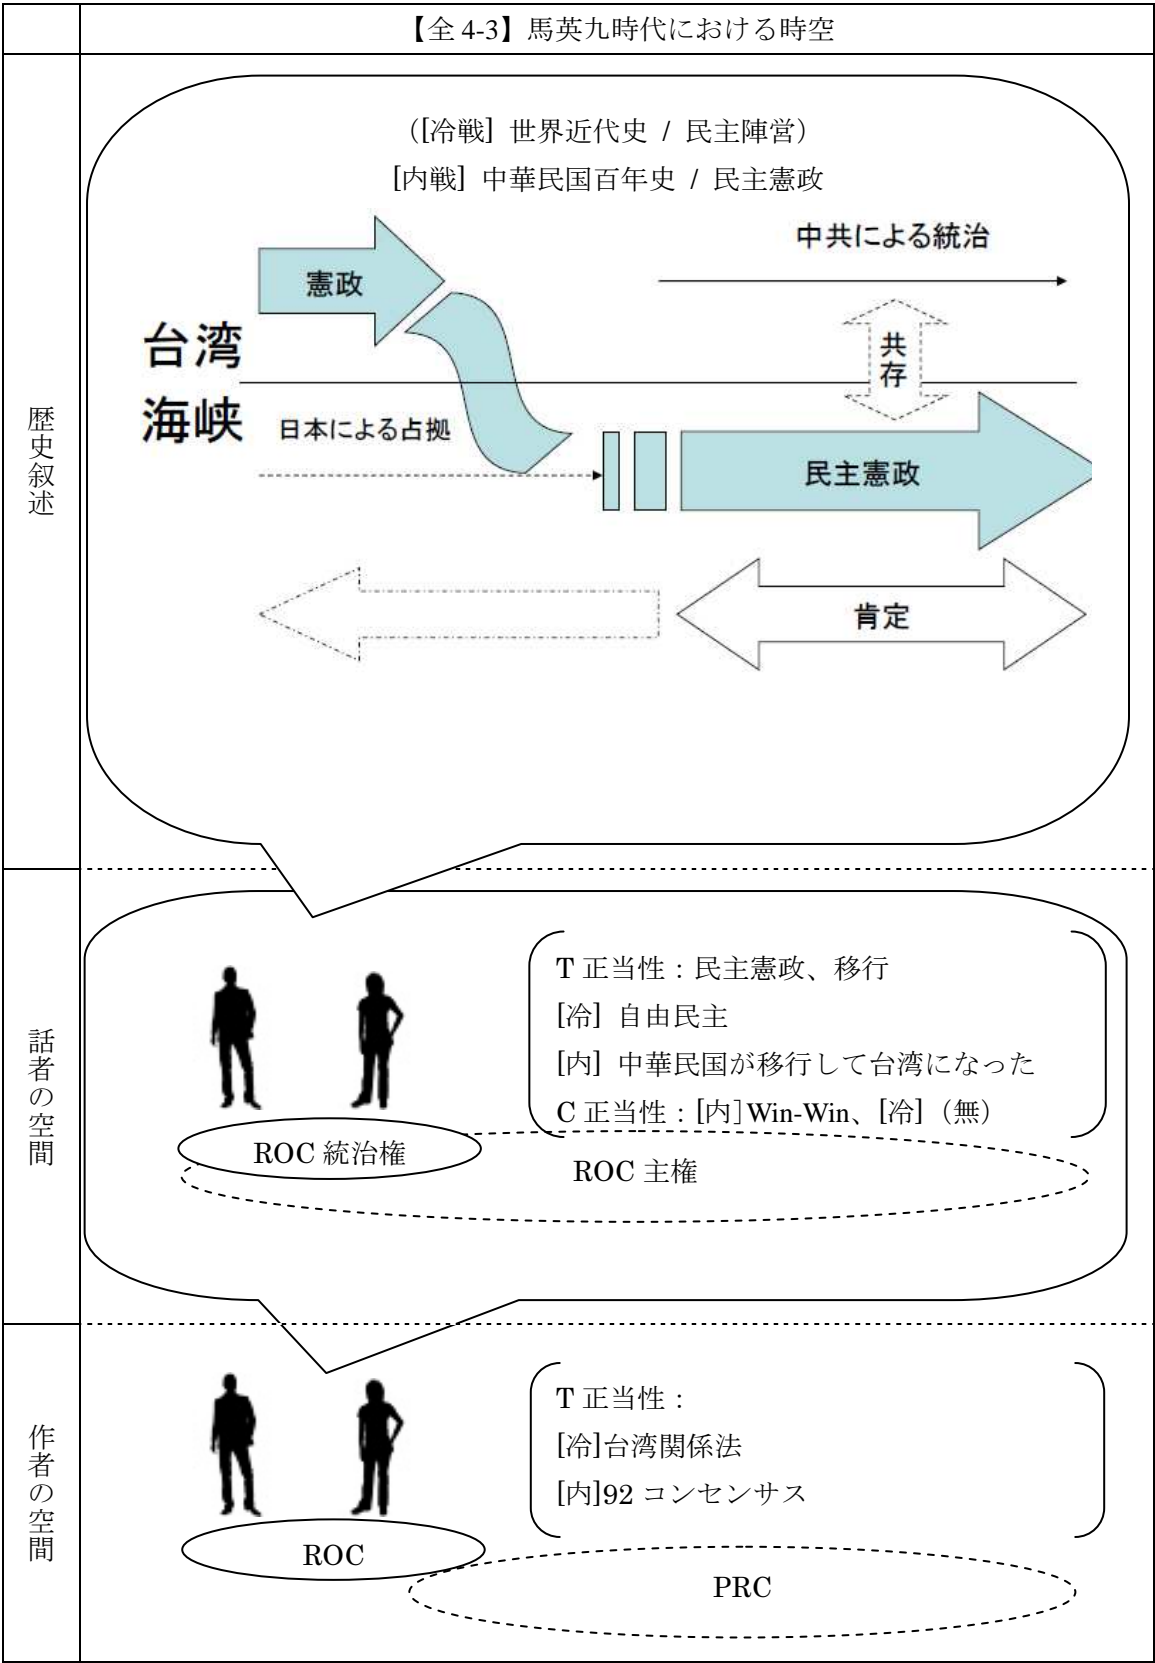 【全 4-3】馬英九時代における時空
歴史叙述
（[冷戦］世界近代史 / 民主陣営）
[内戦］中華民国百年史 / 民主憲政
中共による統治
憲政
台湾
共存
海峡
日本による占拠
民主憲政
肯定
話者の空間
T 正当性：民主憲政、移行
[冷］自由民主
[内］中華民国が移行して台湾になった
C 正当性：[内］Win-Win、[冷］（無）
ROC 統治権
ROC 主権
作者の空間
T 正当性：
[冷]台湾関係法
[内]92 コンセンサス
ROC
PRC